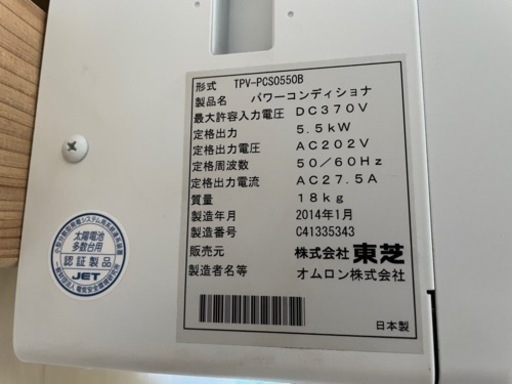 形式 TPV-PCS0550B
製品名 パワーコンディショナ
最大許容入力電圧 DC370V
定格出力 5.5kW
定格出力電圧 AC202V
定格周波数 50/60Hz
定格出力電流 AC27.5A
質量 18kg
製造年月 2014年1月
製造番号 C41335343
販売元 株式会社 東芝
製造者名等 オムロン株式会社
日本製
太陽電池
多数台用
認証製品
JET